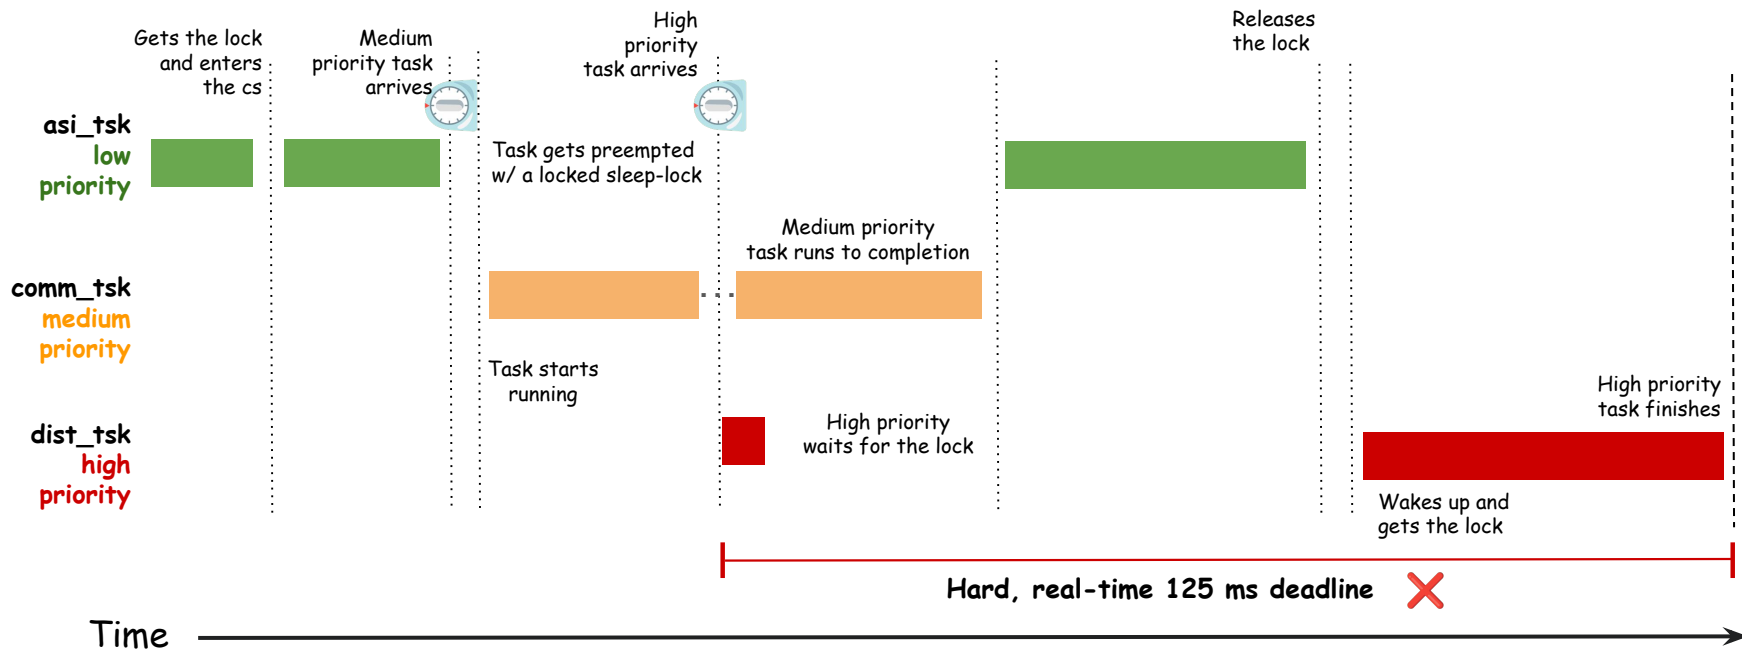 Gets the lock
and enters
the cs
Medium
priority task
arrives
High
priority
task arrives
Releases
the lock
asi_tsk
low
priority
Task gets preempted
w/ a locked sleep-lock
Medium priority
task runs to completion
comm_tsk
medium
priority
Task starts
running
High priority
task finishes
dist_tsk
high
priority
High priority
waits for the lock
Wakes up and
gets the lock
Hard, real-time 125 ms deadline
Time